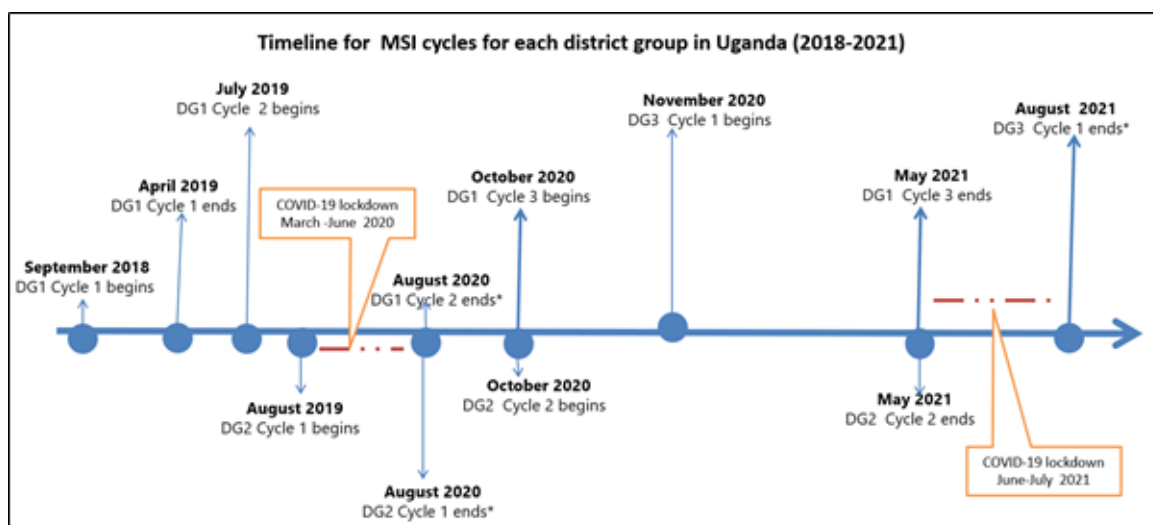 Timeline for MSI cycles for each district group in Uganda (2018-2021)
July 2019
DG1 Cycle 2 begins
November 2020
DG3 Cycle 1 begins
August 2021
DG3 Cycle 1 ends*
April 2019
DG1 Cycle 1 ends
COVID-19 lockdown
March -June 2020
October 2020
DG1 Cycle 3 begins
May 2021
DG1 Cycle 3 ends
September 2018
DG1 Cycle 1 begins
August 2020
DG1 Cycle 2 ends*
August 2019
DG2 Cycle 1 begins
October 2020
DG2 Cycle 2 begins
May 2021
DG2 Cycle 2 ends
COVID-19 lockdown
June-July 2021
August 2020
DG2 Cycle 1 ends*